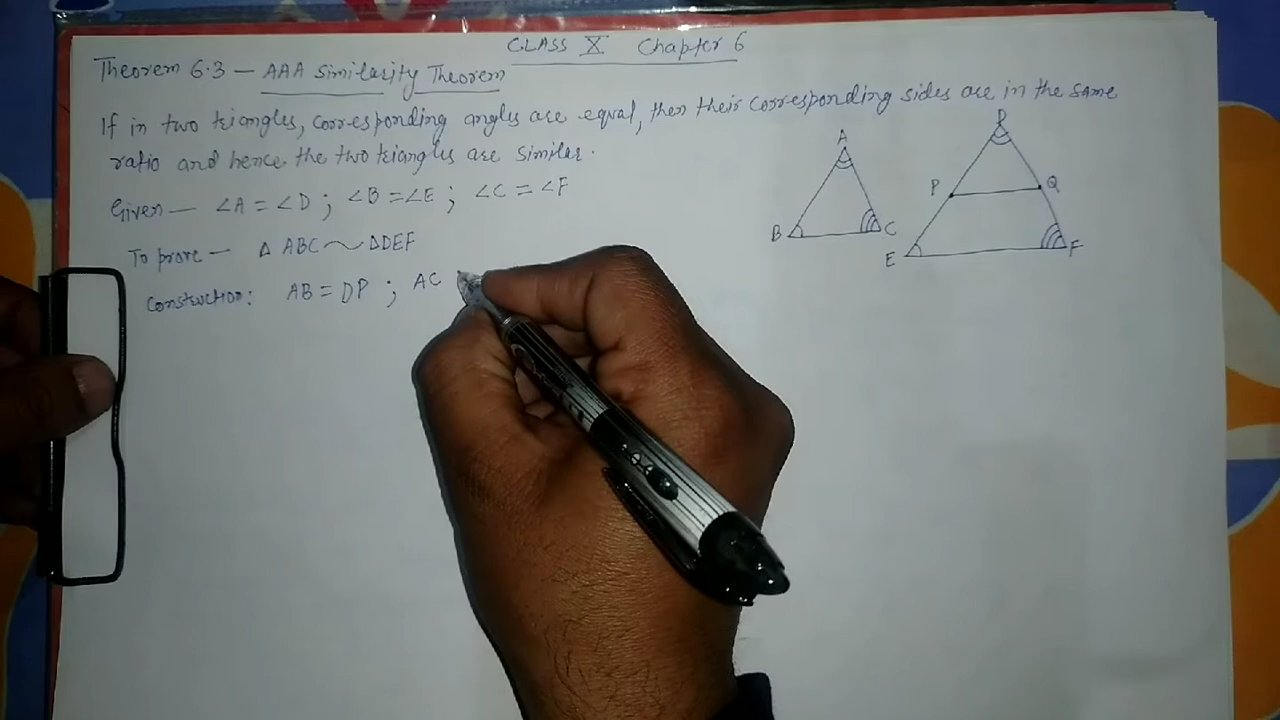 CLASS X Chapter 6
Theorem 6.3 — AAA Similarity Theorem
If in two triangles, corresponding angles are equal, then their corresponding sides are in the same
ratio and hence the two triangles are similar.
Given — ∠A = ∠D ; ∠B = ∠E ; ∠C = ∠F
To prove — Δ ABC ~ ΔDEF
Construction: AB = DP ; AC
A
B
C
D
P
Q
E
F